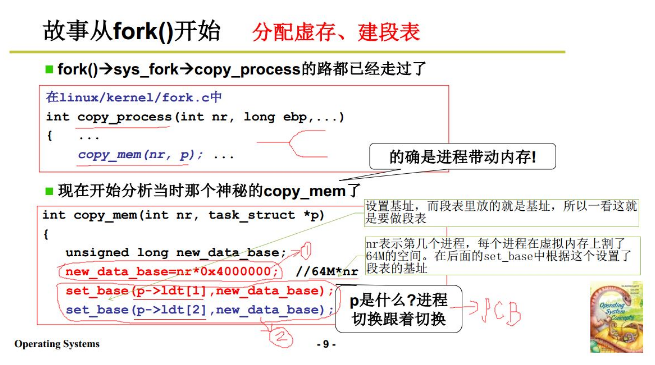 故事从fork()开始 分配虚存、建段表
fork()→sys_fork→copy_process的路都已经走过了
在linux/kernel/fork.c中
int copy_process(int nr, long ebp,...)
{ ...
copy_mem(nr, p); ...
的确是进程带动内存!
现在开始分析当时那个神秘的copy_mem了
int copy_mem(int nr, task_struct *p)
{
unsigned long new_data_base;
new_data_base=nr*0x4000000; //64M*nr
set_base(p->ldt[1],new_data_base);
set_base(p->ldt[2],new_data_base);
设置基址，而段表里放的就是基址，所以一看这就
是要做段表
nr表示第几个进程，每个进程在虚拟内存上割了
64M的空间。在后面的set_base中根据这个设置了
段表的基址
p是什么?进程
切换跟着切换
PCB
①
②
Operating Systems
- 9 -
Operating
System
Concepts